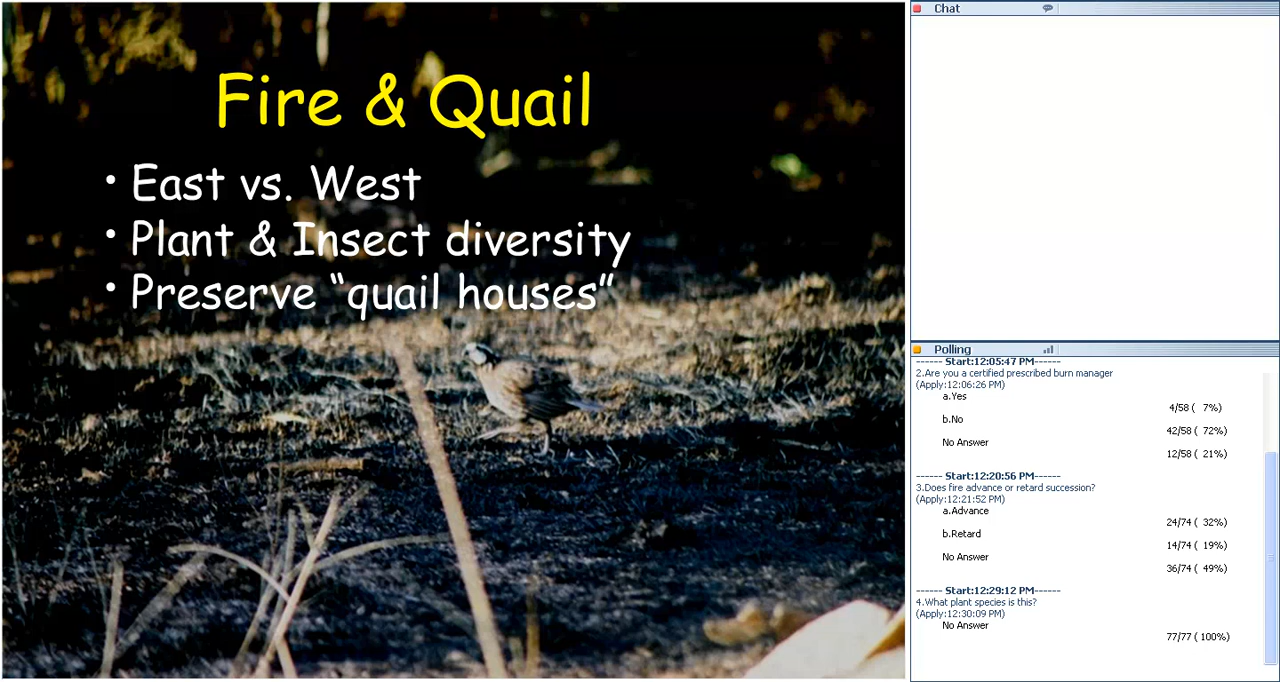 Fire & Quail
• East vs. West
• Plant & Insect diversity
• Preserve “quail houses”
Chat
Polling
------ Start:12:05:47 PM------
2.Are you a certified prescribed burn manager
(Apply:12:06:26 PM)
a.Yes
4/58 ( 7%)
b.No
42/58 ( 72%)
No Answer
12/58 ( 21%)
------ Start:12:20:56 PM------
3.Does fire advance or retard succession?
(Apply:12:21:52 PM)
a.Advance
24/74 ( 32%)
b.Retard
14/74 ( 19%)
No Answer
36/74 ( 49%)
------ Start:12:29:12 PM------
4.What plant species is this?
(Apply:12:30:09 PM)
No Answer
77/77 ( 100%)